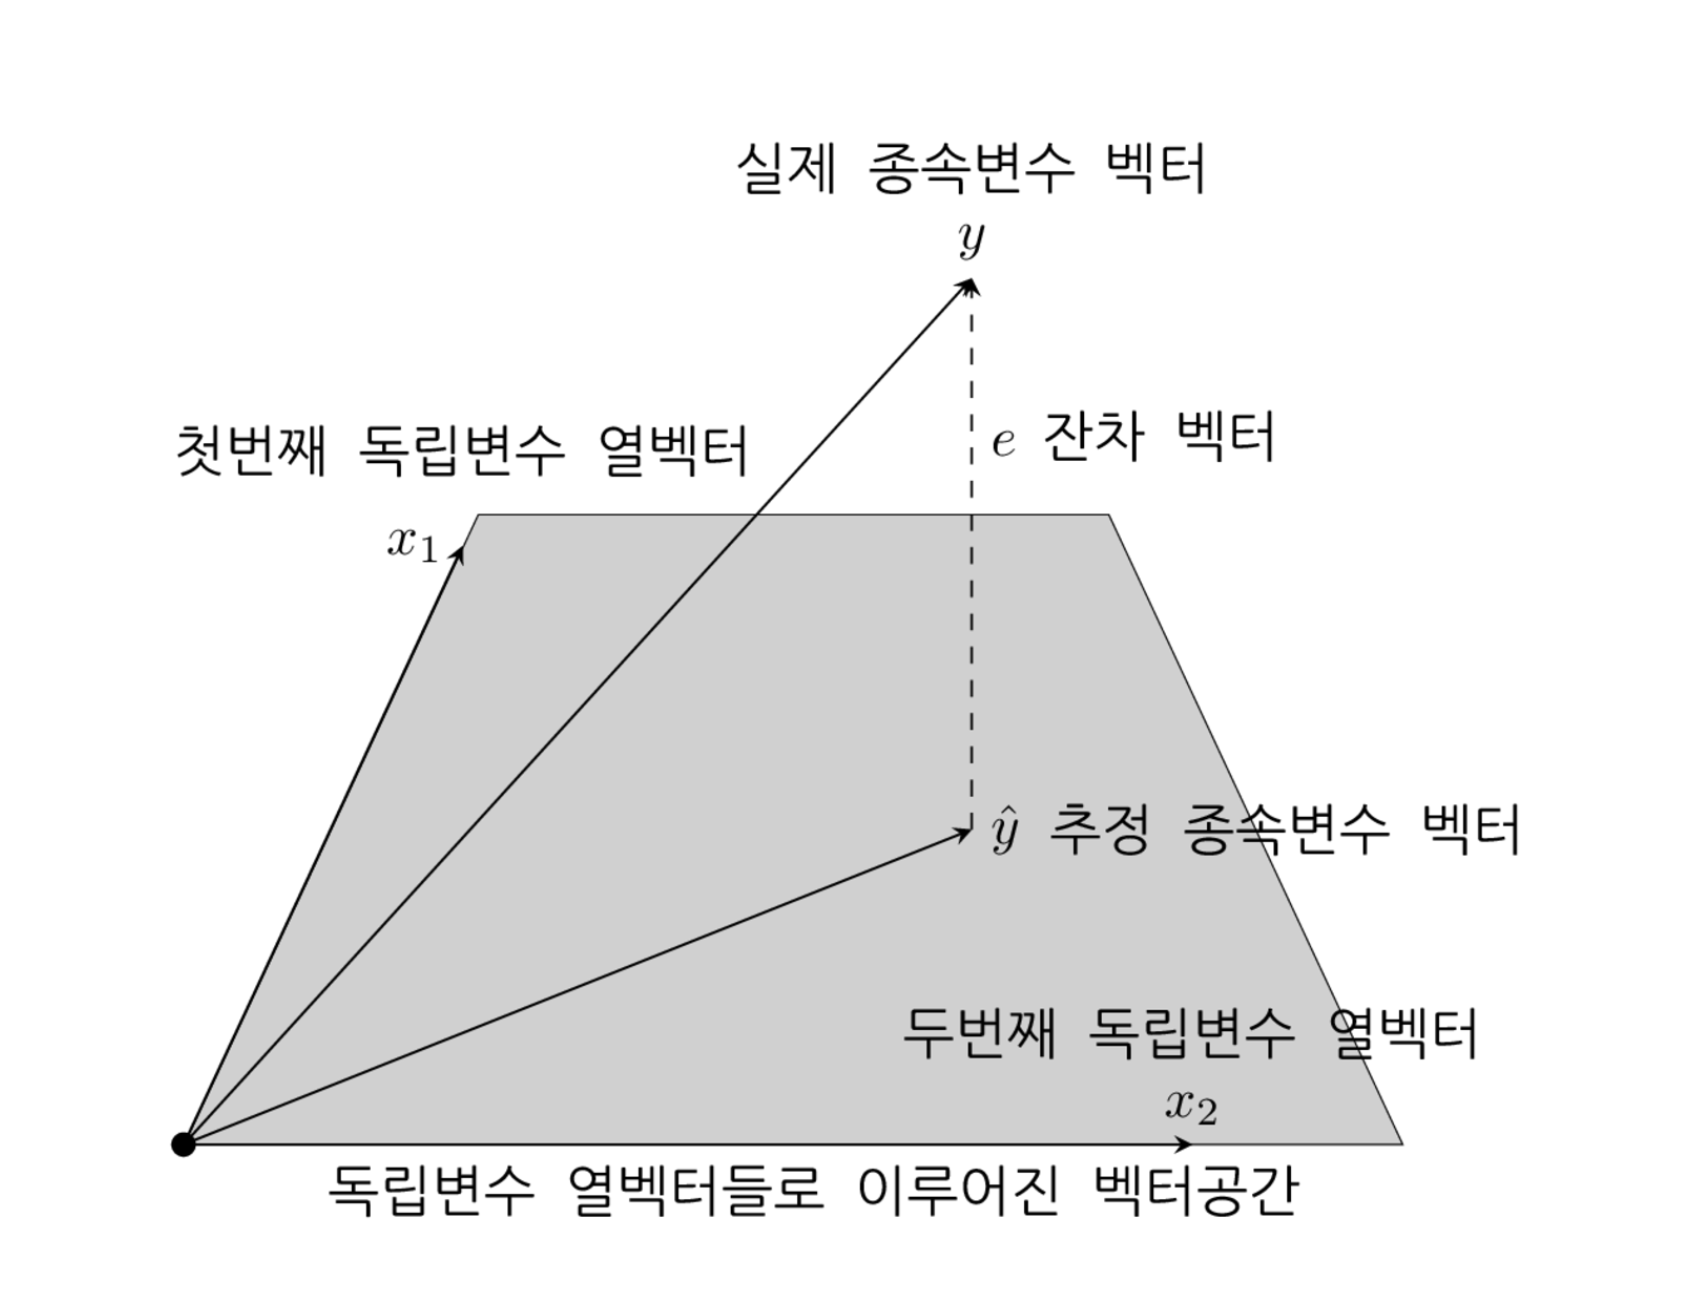 실제 종속변수 벡터
y
첫번째 독립변수 열벡터
e 잔차 벡터
x₁
ŷ 추정 종속변수 벡터
두번째 독립변수 열벡터
x₂
독립변수 열벡터들로 이루어진 벡터공간